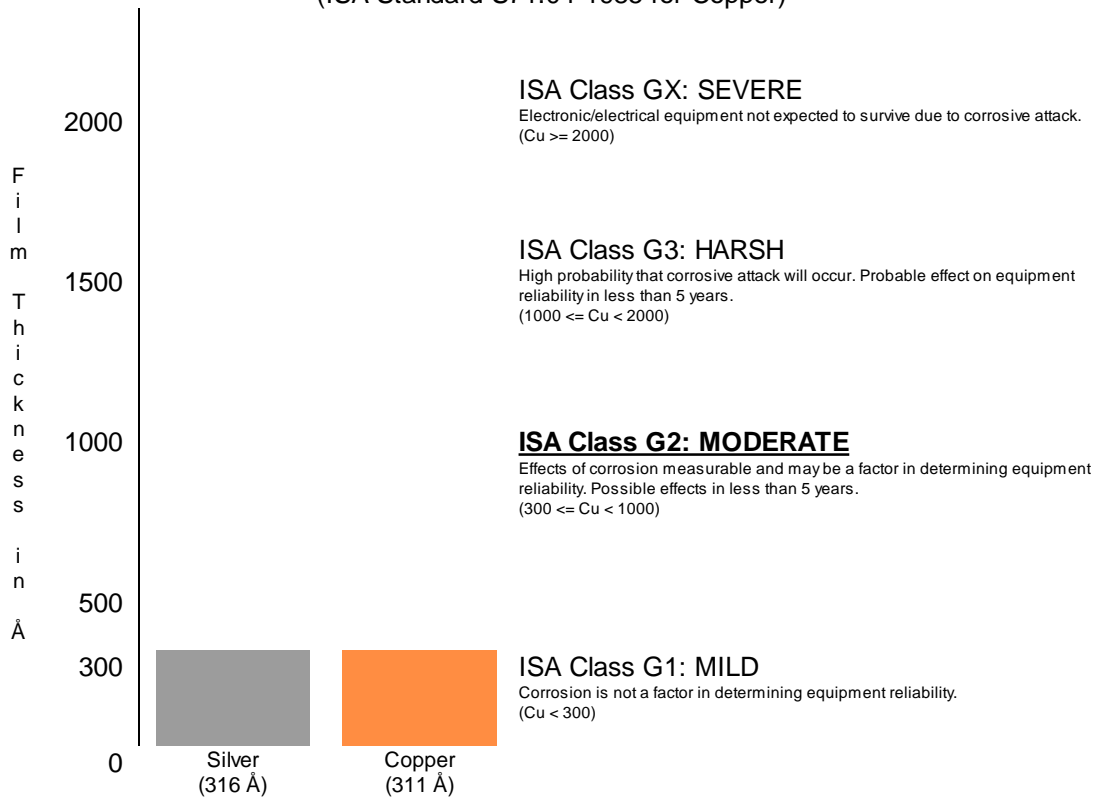 2000
1500
1000
500
300
0
Film Thickness in Å
ISA Class GX: SEVERE
Electronic/electrical equipment not expected to survive due to corrosive attack.
(Cu >= 2000)
ISA Class G3: HARSH
High probability that corrosive attack will occur. Probable effect on equipment
reliability in less than 5 years.
(1000 <= Cu < 2000)
ISA Class G2: MODERATE
Effects of corrosion measurable and may be a factor in determining equipment
reliability. Possible effects in less than 5 years.
(300 <= Cu < 1000)
ISA Class G1: MILD
Corrosion is not a factor in determining equipment reliability.
(Cu < 300)
Silver
(316 Å)
Copper
(311 Å)